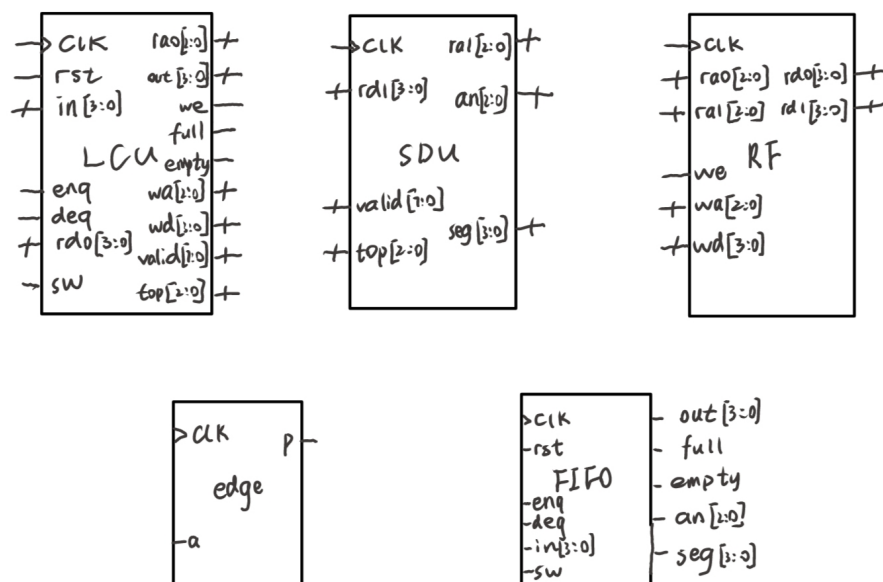 CLK
rst
in[3:0]
LCU
enq
deq
rd0[3:0]
sw
ra0[2:0]
out[3:0]
we
full
empty
wa[2:0]
wd[3:0]
valid[7:0]
top[2:0]
CLK
rd1[3:0]
SDU
valid[7:0]
top[2:0]
ra1[2:0]
an[2:0]
seg[3:0]
CLK
ra0[2:0] rd0[3:0]
ra1[2:0] rd1[3:0]
RF
we
wa[2:0]
wd[3:0]
CLK
p
edge
a
CLK
rst
FIFO
enq
deq
in[3:0]
sw
out[3:0]
full
empty
an[2:0]
seg[3:0]